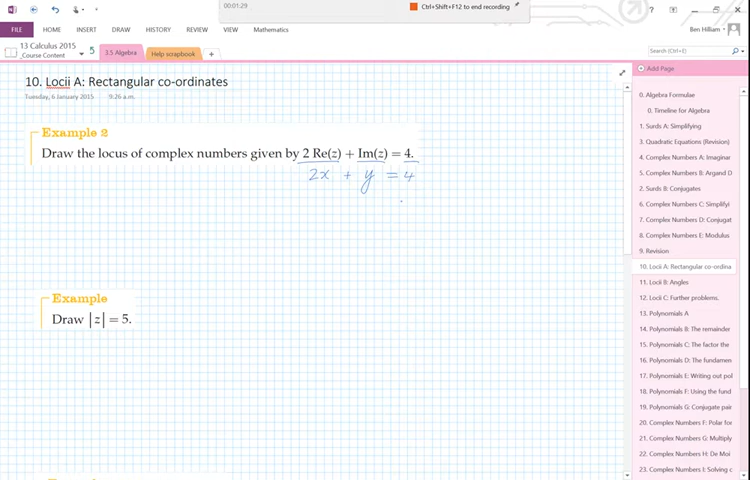 00:01:29
Ctrl+Shift+F12 to end recording
FILE HOME INSERT DRAW HISTORY REVIEW VIEW Mathematics
Ben Hilliam
13 Calculus 2015
_Course Content
5
3.5 Algebra
Help scrapbook
+
Search (Ctrl+E)
10. Locii A: Rectangular co-ordinates
Tuesday, 6 January 2015 9:26 a.m.
Example 2
Draw the locus of complex numbers given by 2 Re(z) + Im(z) = 4.
2x + y = 4
Example
Draw |z| = 5.
Add Page
0. Algebra Formulae
0. Timeline for Algebra
1. Surds A: Simplifying
3. Quadratic Equations (Revision)
4. Complex Numbers A: Imaginar
5. Complex Numbers B: Argand D
2. Surds B: Conjugates
6. Complex Numbers C: Simplifyi
7. Complex Numbers D: Conjugat
8. Complex Numbers E: Modulus
9. Revision
10. Locii A: Rectangular co-ordina
11. Locii B: Angles
12. Locii C: Further problems.
13. Polynomials A
14. Polynomials B: The remainder
15. Polynomials C: The factor the
16. Polynomials D: The fundamen
17. Polynomials E: Writing out pol
18. Polynomials F: Using the fund
19. Polynomials G: Conjugate pair
20. Complex Numbers F: Polar for
21. Complex Numbers G: Multiply
22. Complex Numbers H: De Moi
23. Complex Numbers I: Solving c